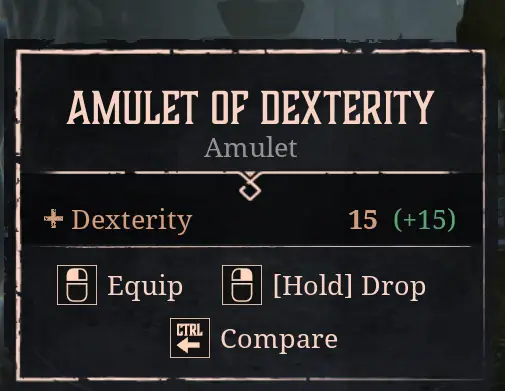 AMULET OF DEXTERITY
Amulet
+ Dexterity 15 (+15)
Equip [Hold] Drop
CTRL Compare